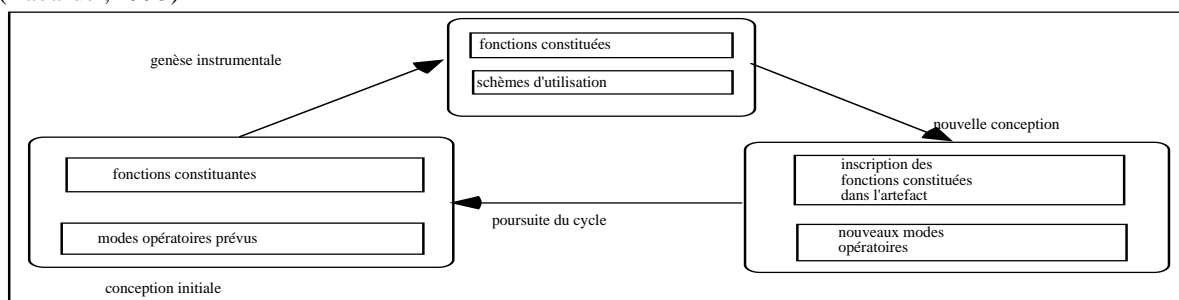 fonctions constituées
genèse instrumentale
schèmes d'utilisation
nouvelle conception
fonctions constituantes
inscription des
fonctions constituées
dans l'artefact
poursuite du cycle
modes opératoires prévus
nouveaux modes
opératoires
conception initiale